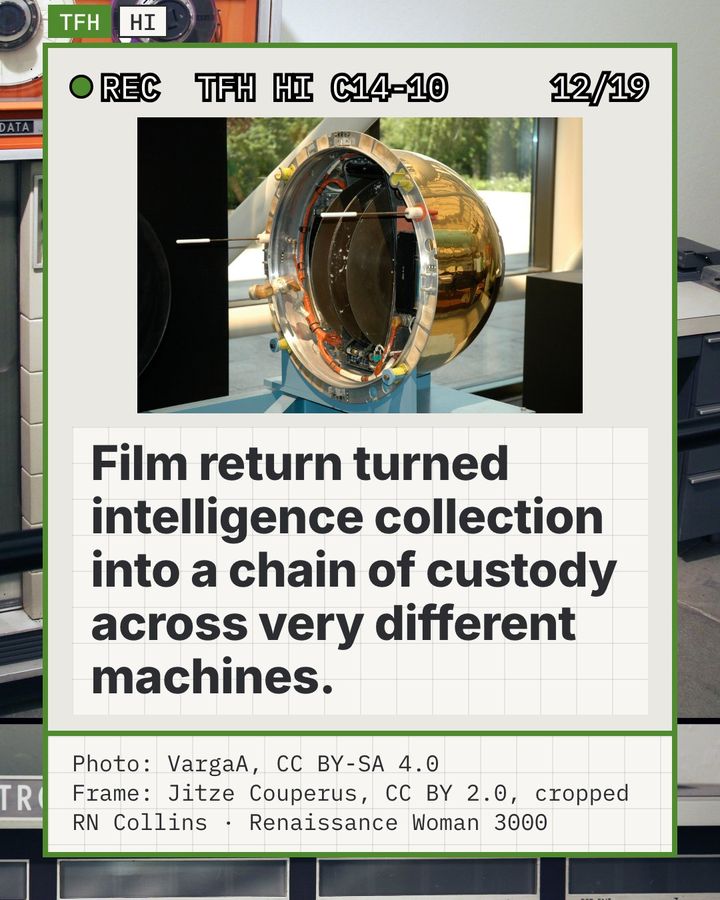 TFH HI
REC TFH HI C14-10 12/19
DATA
Film return turned
intelligence collection
into a chain of custody
across very different
machines.
Photo: VargaA, CC BY-SA 4.0
Frame: Jitze Couperus, CC BY 2.0, cropped
RN Collins · Renaissance Woman 3000